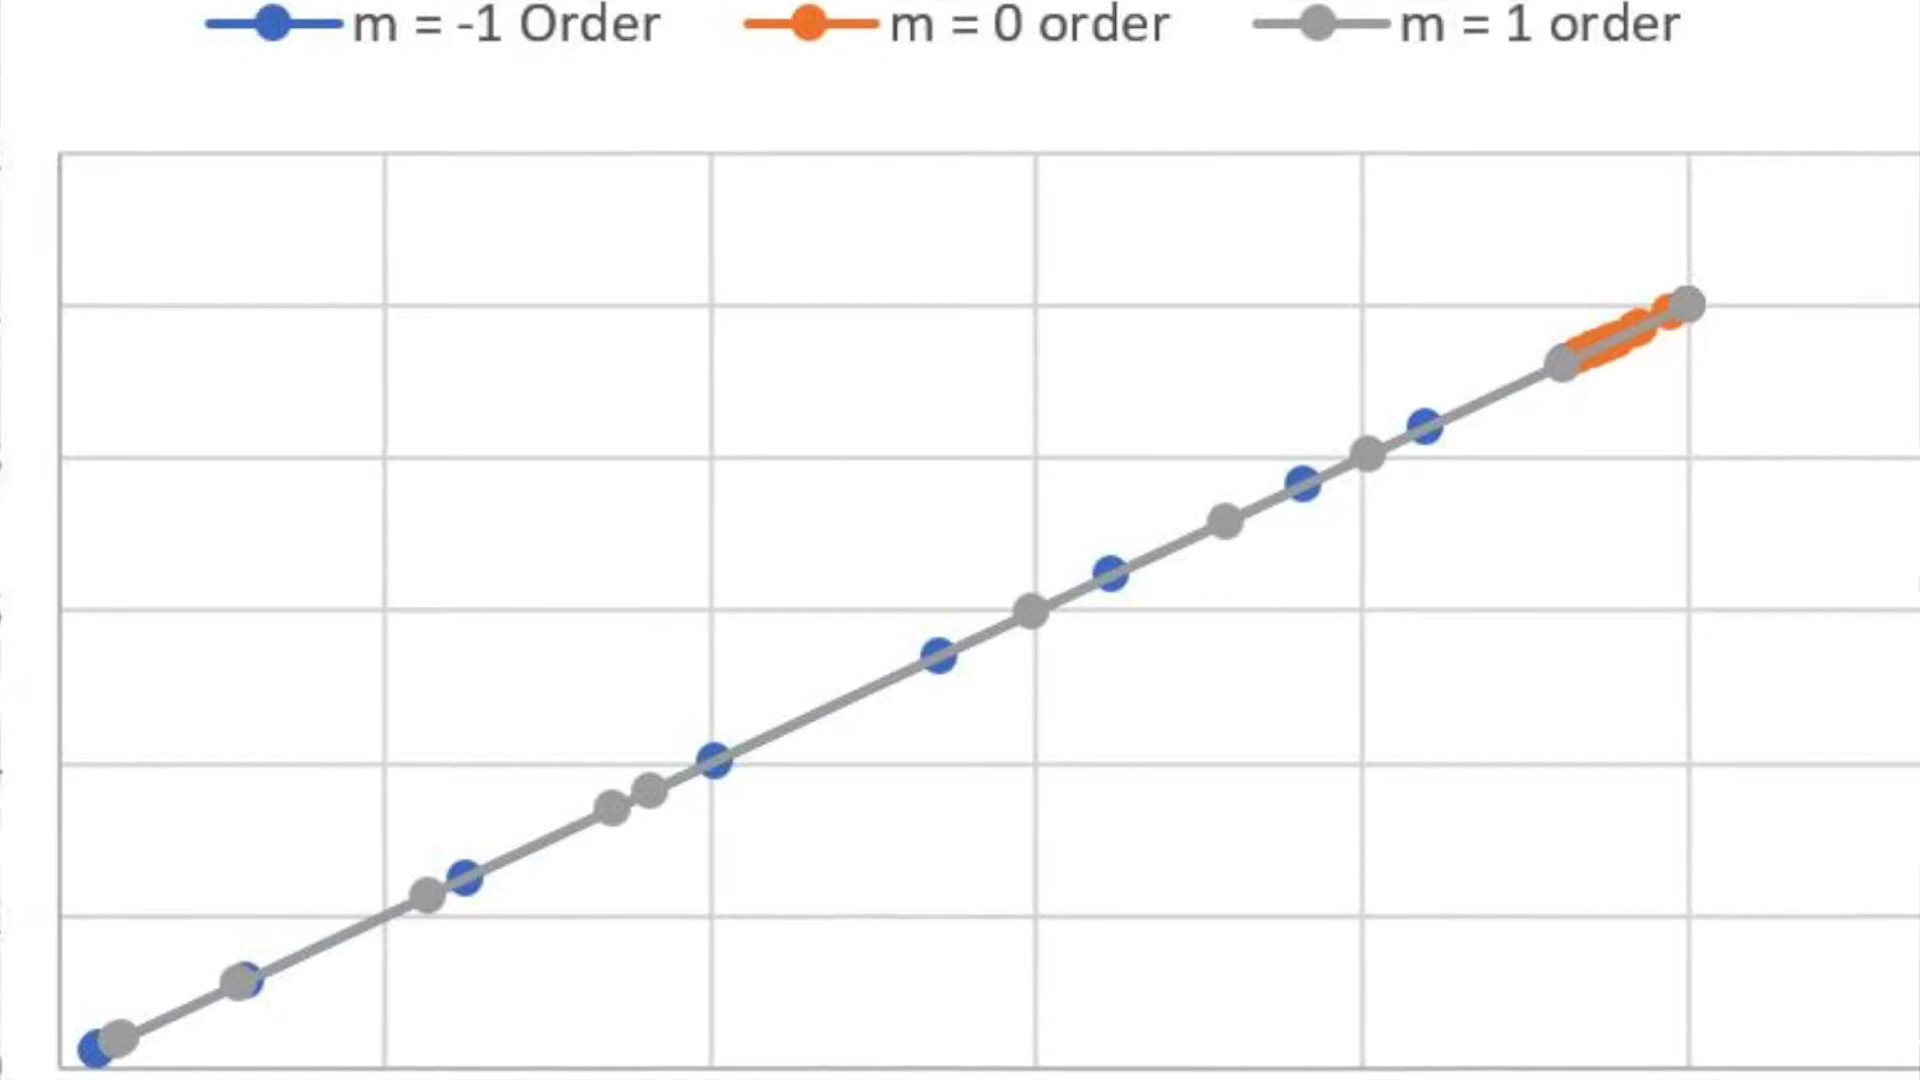 m = -1 Order m = 0 order m = 1 order